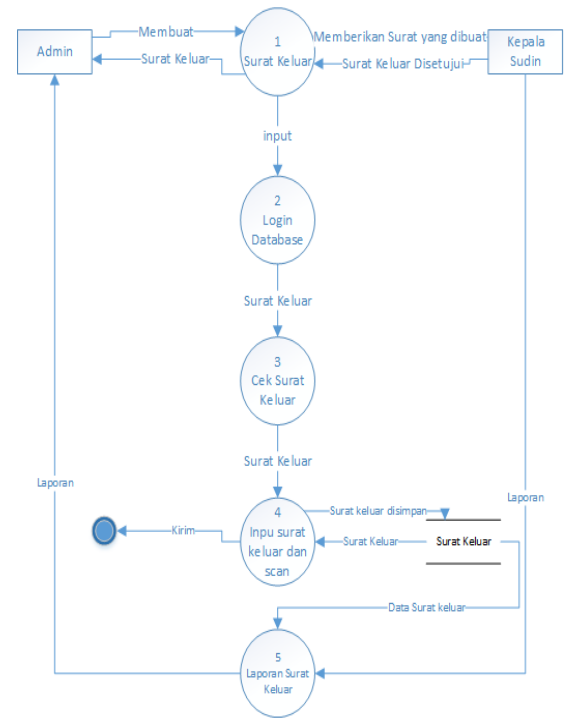 Membuat
1
Memberikan Surat yang dibuat
Kepala
Admin
Surat Keluar
Surat Keluar
Surat Keluar Disetujui
Sudin
input
2
Login
Database
Surat Keluar
3
Cek Surat
Keluar
Surat Keluar
Laporan
Laporan
4
Inpu surat
keluar dan
scan
Surat keluar disimpan
Kirim
Surat Keluar
Surat Keluar
Data Surat keluar
5
Laporan Surat
Keluar